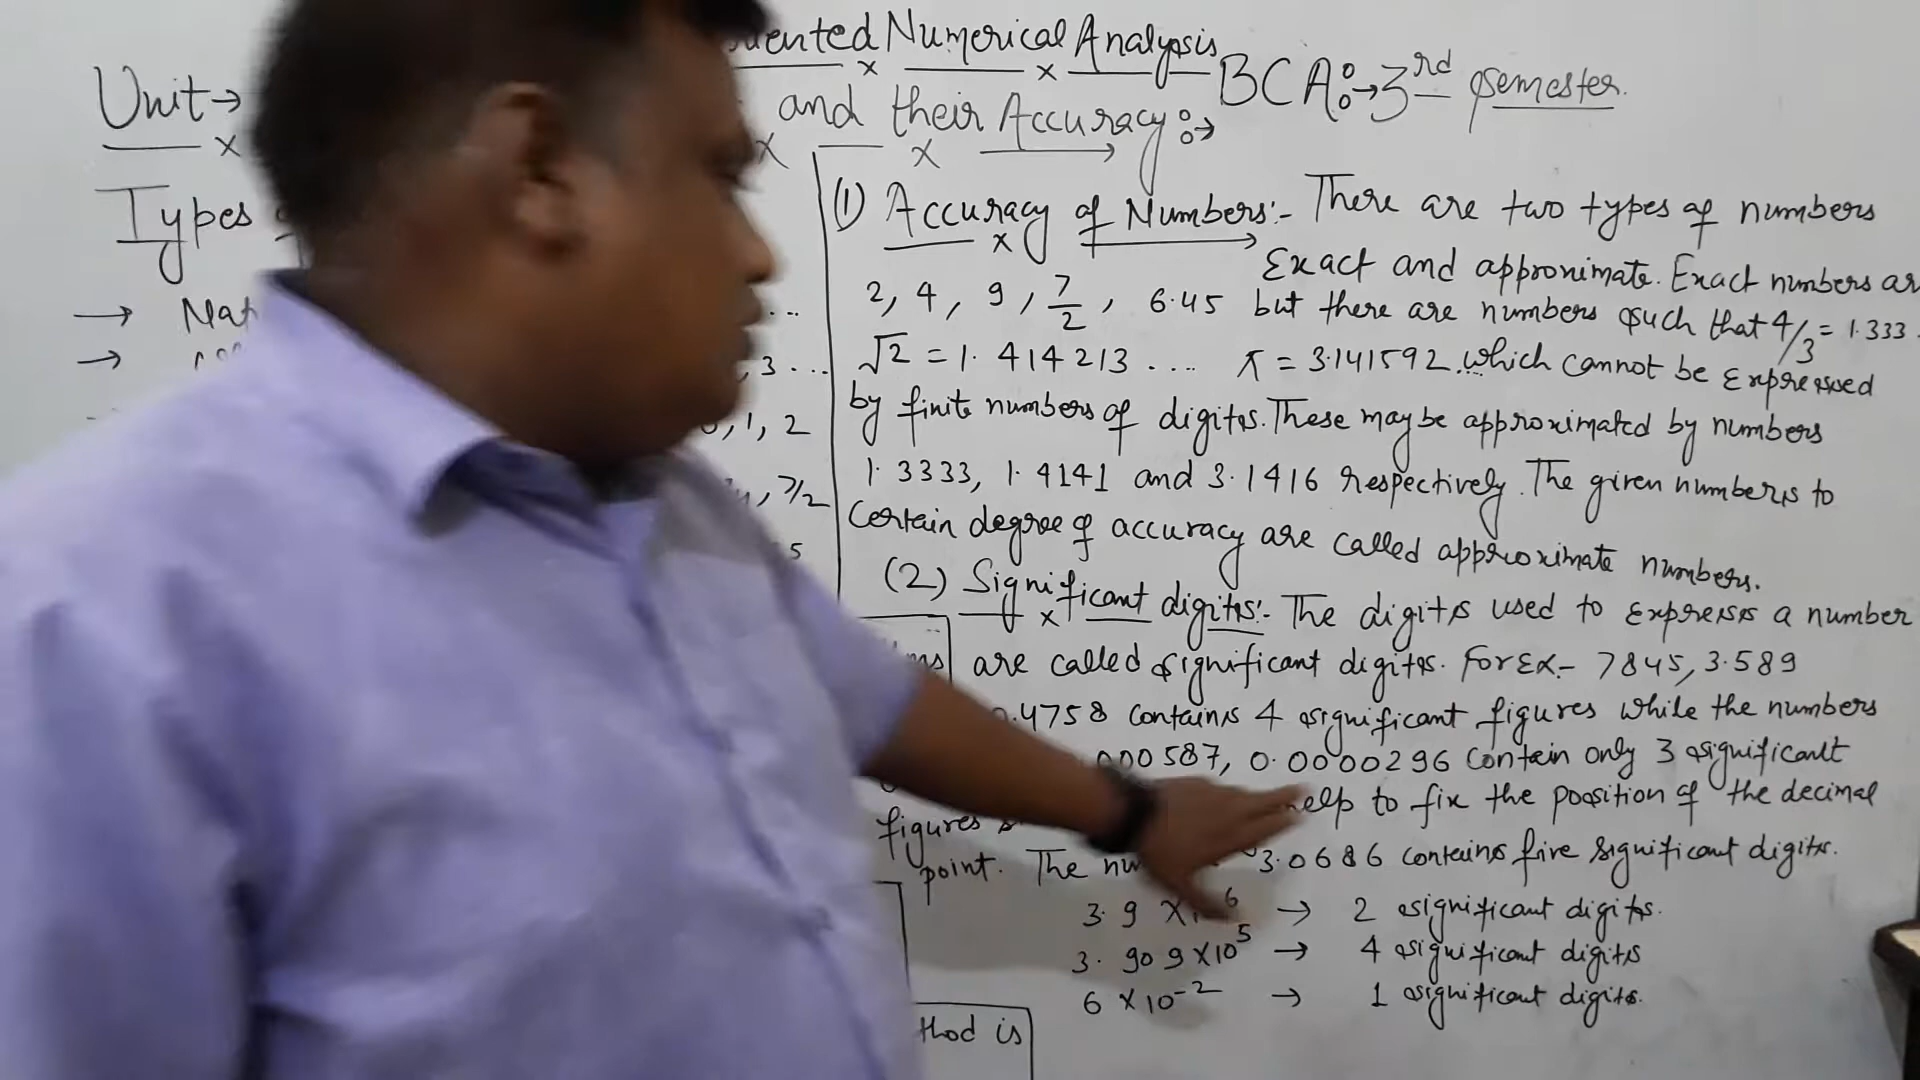 Numerical Analysis
BCA:→ 3rd semester.
Unit→
and their Accuracy:→
Types
(1) Accuracy of Numbers:- There are two types of numbers
Exact and approximate. Exact numbers ar
2, 4, 9, 7/2, 6.45 but there are numbers such that 4/3 = 1.333
√2 = 1.414213 .... π = 3.141592... which cannot be expressed
by finite numbers of digits. These may be approximated by numbers
1.3333, 1.4141 and 3.1416 respectively. The given numbers to
certain degree of accuracy are called approximate numbers.
(2) Significant digits:- The digits used to express a number
are called significant digits. For Ex.- 7845, 3.589
0.4758 contains 4 significant figures while the numbers
000587, 0.0000296 contain only 3 significant
figures
help to fix the position of the decimal
point. The
3.0686 contains five significant digits.
3.9 × 6 → 2 significant digits.
3.909×10^5 → 4 significant digits
6 × 10^-2 → 1 significant digits.
→
→
...
, 3 ...
, 1, 2
, 7/2
5
is